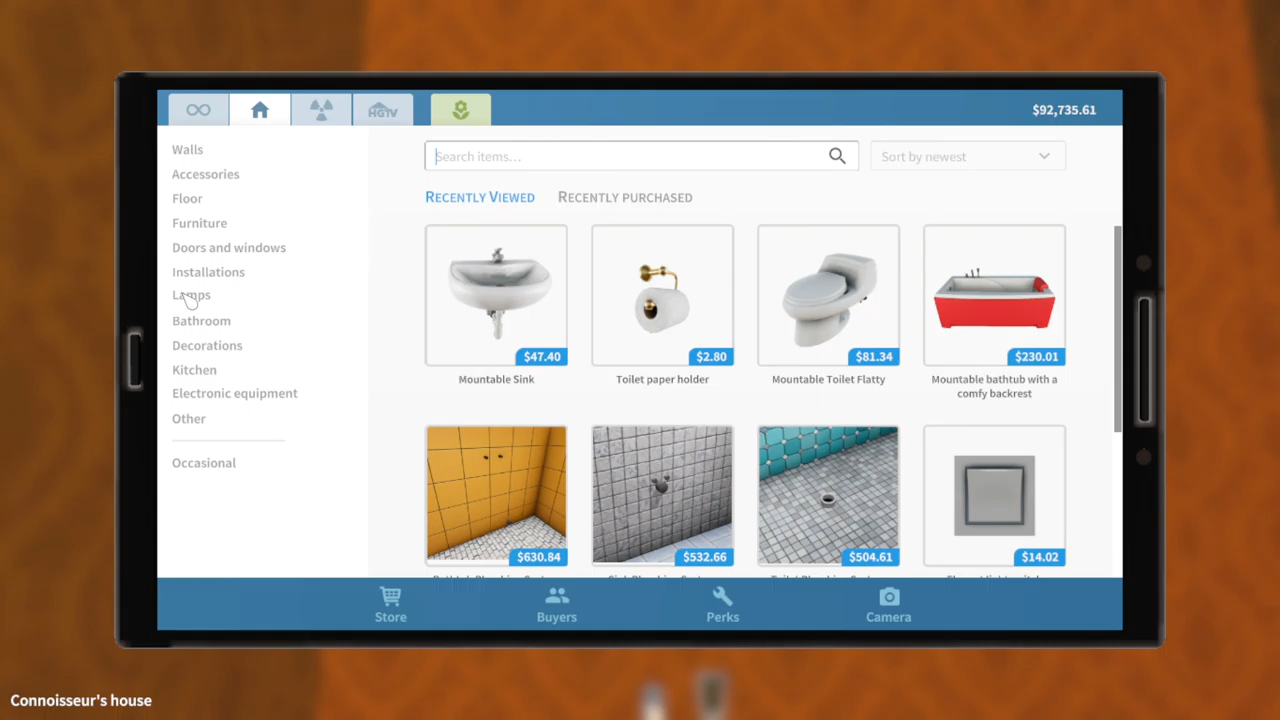 HGTV
$92,735.61
Walls
Accessories
Floor
Furniture
Doors and windows
Installations
Lamps
Bathroom
Decorations
Kitchen
Electronic equipment
Other
Occasional
Search items...
Sort by newest
RECENTLY VIEWED
RECENTLY PURCHASED
$47.40
$2.80
$81.34
$230.01
Mountable Sink
Toilet paper holder
Mountable Toilet Flatty
Mountable bathtub with a
comfy backrest
$630.84
$532.66
$504.61
$14.02
Store
Buyers
Perks
Camera
Connoisseur's house